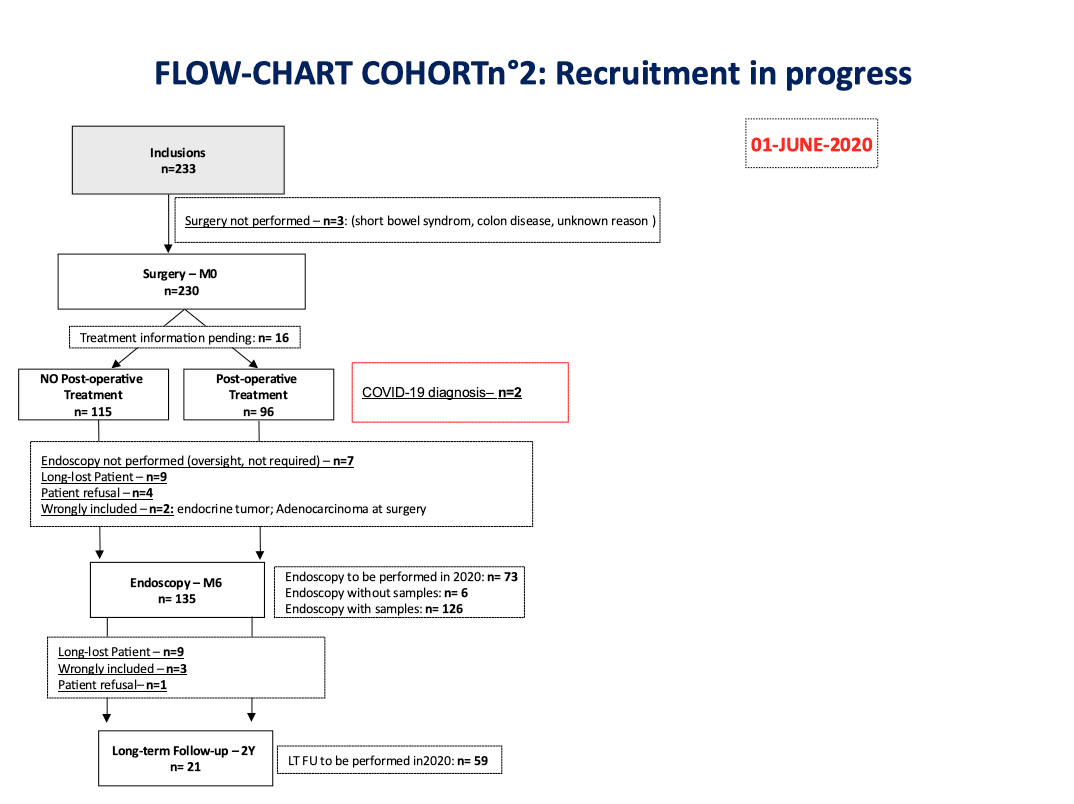 FLOW-CHART COHORTn°2: Recruitment in progress
01-JUNE-2020
Inclusions
n=233
Surgery not performed – n=3: (short bowel syndrom, colon disease, unknown reason )
Surgery – M0
n=230
Treatment information pending: n= 16
NO Post-operative
Treatment
n= 115
Post-operative
Treatment
n= 96
COVID-19 diagnosis– n=2
Endoscopy not performed (oversight, not required) – n=7
Long-lost Patient – n=9
Patient refusal – n=4
Wrongly included – n=2: endocrine tumor; Adenocarcinoma at surgery
Endoscopy – M6
n= 135
Endoscopy to be performed in 2020: n= 73
Endoscopy without samples: n= 6
Endoscopy with samples: n= 126
Long-lost Patient – n=9
Wrongly included – n=3
Patient refusal– n=1
Long-term Follow-up – 2Y
n= 21
LT FU to be performed in2020: n= 59